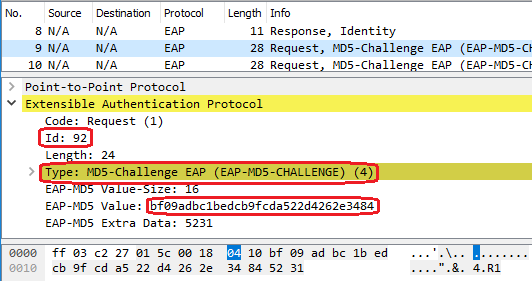 No. Source Destination Protocol Length Info
8 N/A N/A EAP 11 Response, Identity
9 N/A N/A EAP 28 Request, MD5-Challenge EAP (EAP-MD5-CH
10 N/A N/A EAP 28 Request, MD5-Challenge EAP (EAP-MD5-CH
Point-to-Point Protocol
Extensible Authentication Protocol
Code: Request (1)
Id: 92
Length: 24
Type: MD5-Challenge EAP (EAP-MD5-CHALLENGE) (4)
EAP-MD5 Value-Size: 16
EAP-MD5 Value: bf09adbc1bedcb9fcda522d4262e3484
EAP-MD5 Extra Data: 5231
0000 ff 03 c2 27 01 5c 00 18 04 10 bf 09 ad bc 1b ed ...'.\.. ........
0010 cb 9f cd a5 22 d4 26 2e 34 84 52 31 ....".&. 4.R1